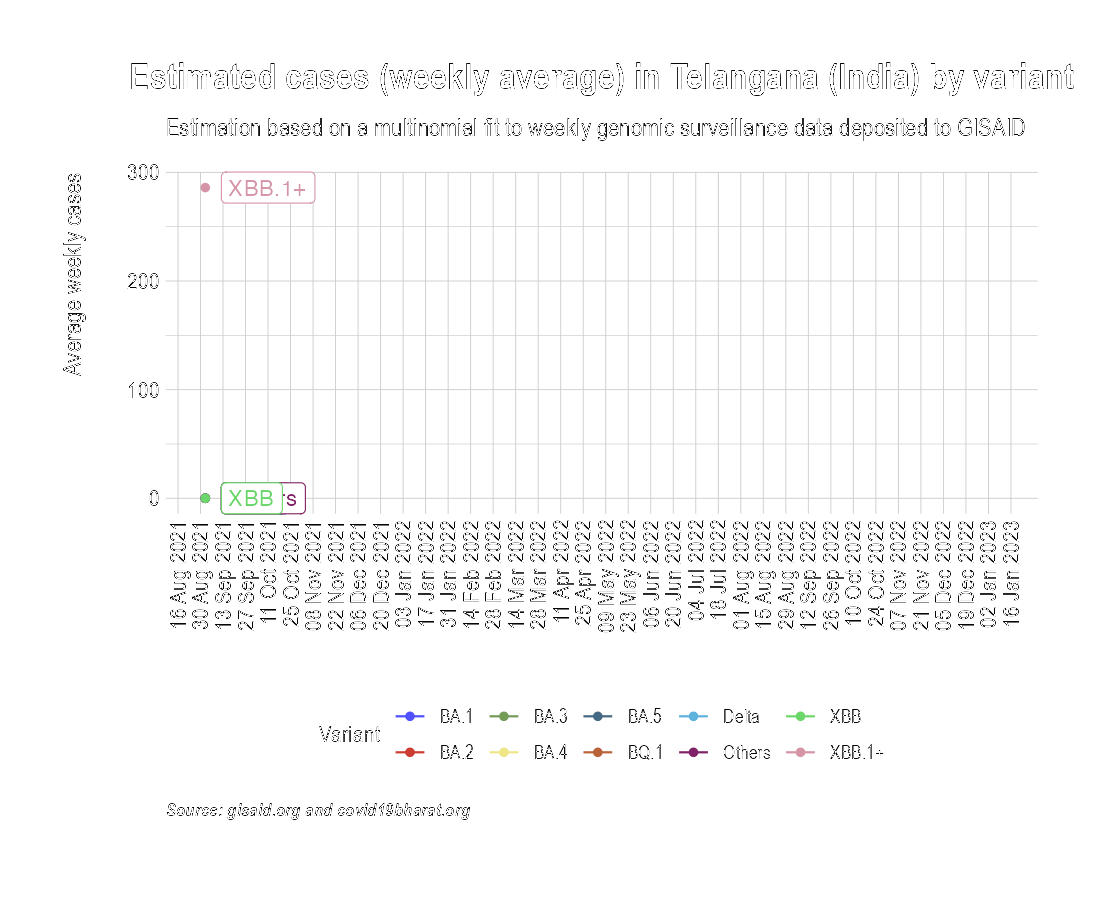 Estimated cases (weekly average) in Telangana (India) by variant
Estimation based on a multinomial fit to weekly genomic surveillance data deposited to GISAID
Average weekly cases
300
200
100
0
XBB.1+
XBB
rs
16 Aug 2021
30 Aug 2021
13 Sep 2021
27 Sep 2021
11 Oct 2021
25 Oct 2021
08 Nov 2021
22 Nov 2021
06 Dec 2021
20 Dec 2021
03 Jan 2022
17 Jan 2022
31 Jan 2022
14 Feb 2022
28 Feb 2022
14 Mar 2022
28 Mar 2022
11 Apr 2022
25 Apr 2022
09 May 2022
23 May 2022
06 Jun 2022
20 Jun 2022
04 Jul 2022
18 Jul 2022
01 Aug 2022
15 Aug 2022
29 Aug 2022
12 Sep 2022
26 Sep 2022
10 Oct 2022
24 Oct 2022
07 Nov 2022
21 Nov 2022
05 Dec 2022
19 Dec 2022
02 Jan 2023
16 Jan 2023
Variant
BA.1 BA.3 BA.5 Delta XBB
BA.2 BA.4 BQ.1 Others XBB.1+
Source: gisaid.org and covid19bharat.org